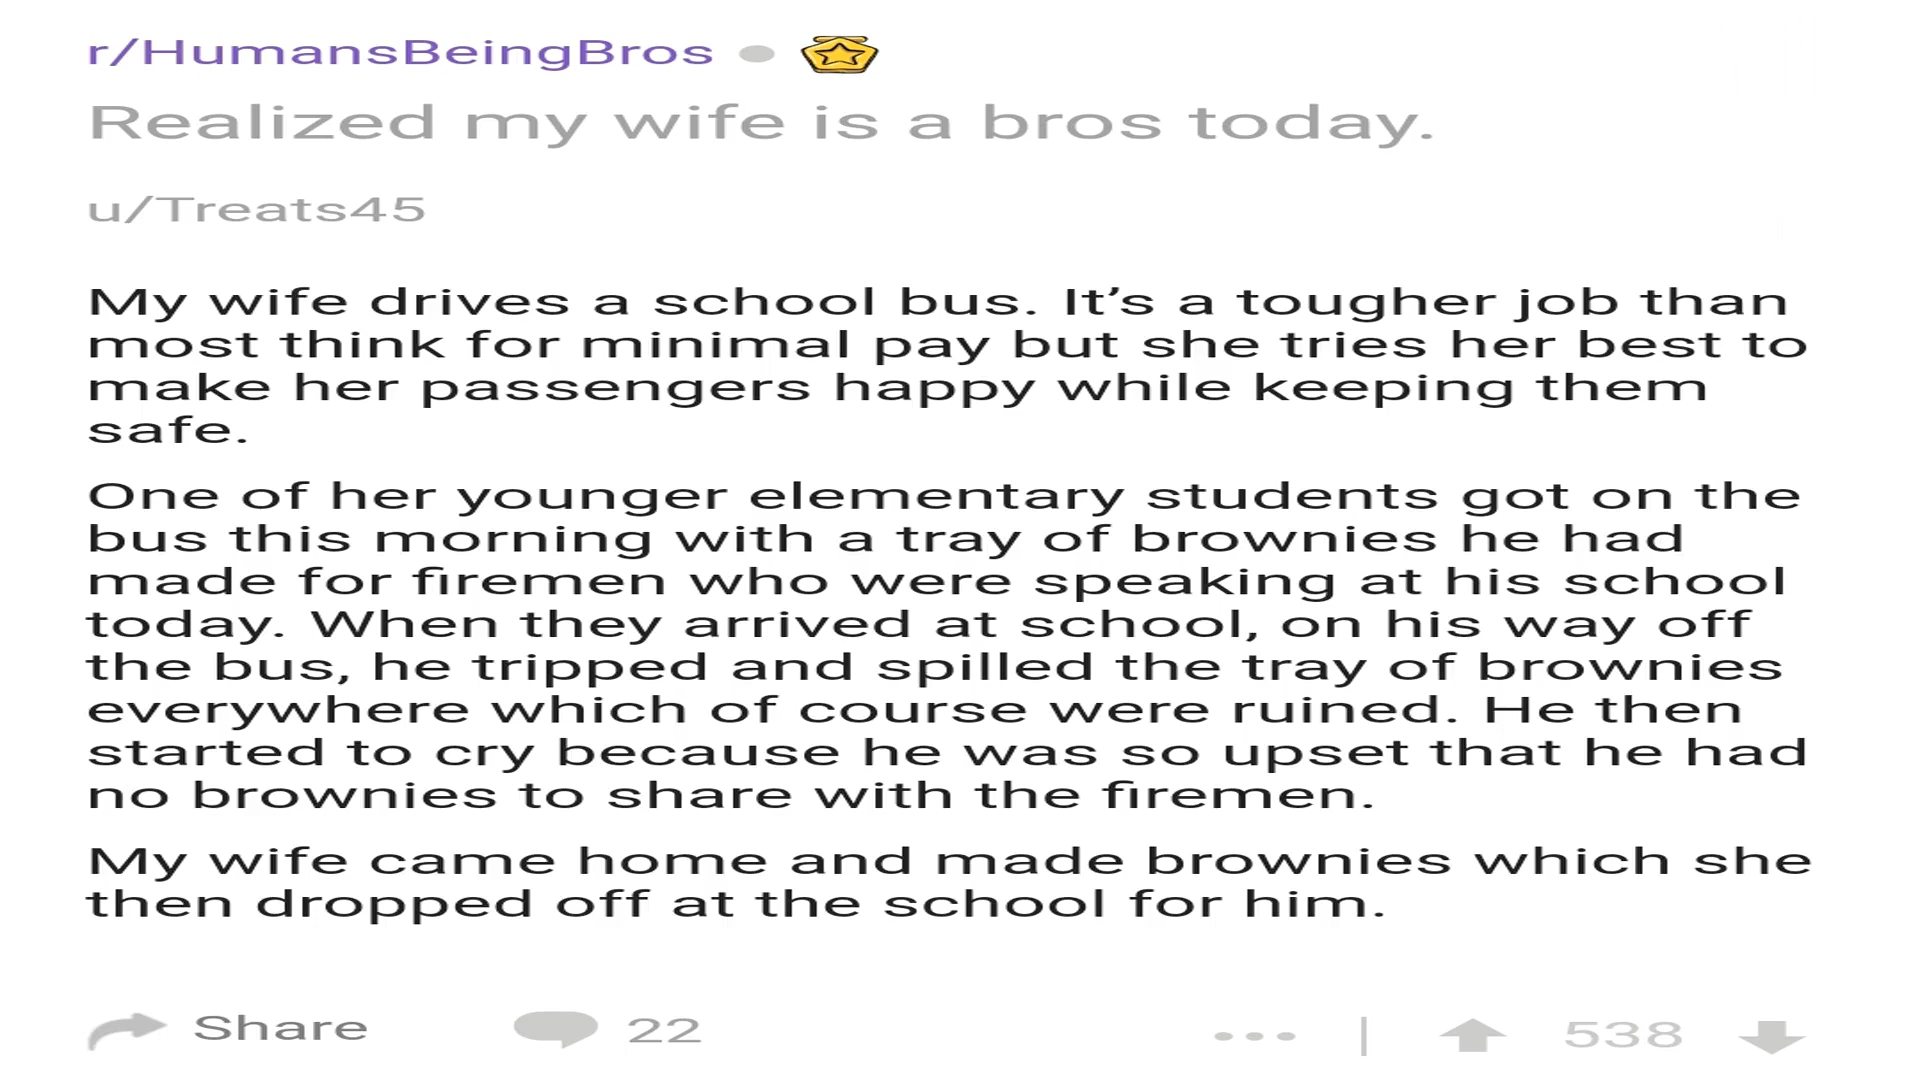 r/HumansBeingBros
Realized my wife is a bros today.
u/Treats45
My wife drives a school bus. It’s a tougher job than
most think for minimal pay but she tries her best to
make her passengers happy while keeping them
safe.
One of her younger elementary students got on the
bus this morning with a tray of brownies he had
made for firemen who were speaking at his school
today. When they arrived at school, on his way off
the bus, he tripped and spilled the tray of brownies
everywhere which of course were ruined. He then
started to cry because he was so upset that he had
no brownies to share with the firemen.
My wife came home and made brownies which she
then dropped off at the school for him.
Share 22 538